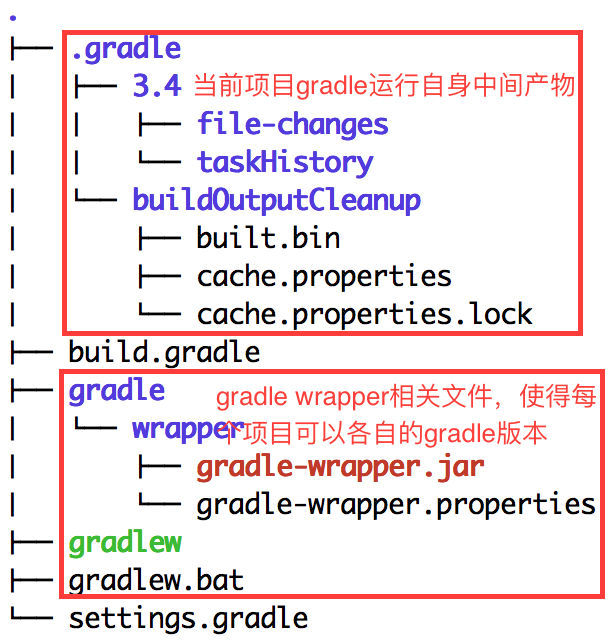 .
├── .gradle
│   ├── 3.4 当前项目gradle运行自身中间产物
│   │   ├── file-changes
│   │   └── taskHistory
│   └── buildOutputCleanup
│       ├── built.bin
│       ├── cache.properties
│       └── cache.properties.lock
├── build.gradle
├── gradle gradle wrapper相关文件，使得每
│   └── wrapper 个项目可以各自的gradle版本
│       ├── gradle-wrapper.jar
│       └── gradle-wrapper.properties
├── gradlew
├── gradlew.bat
└── settings.gradle